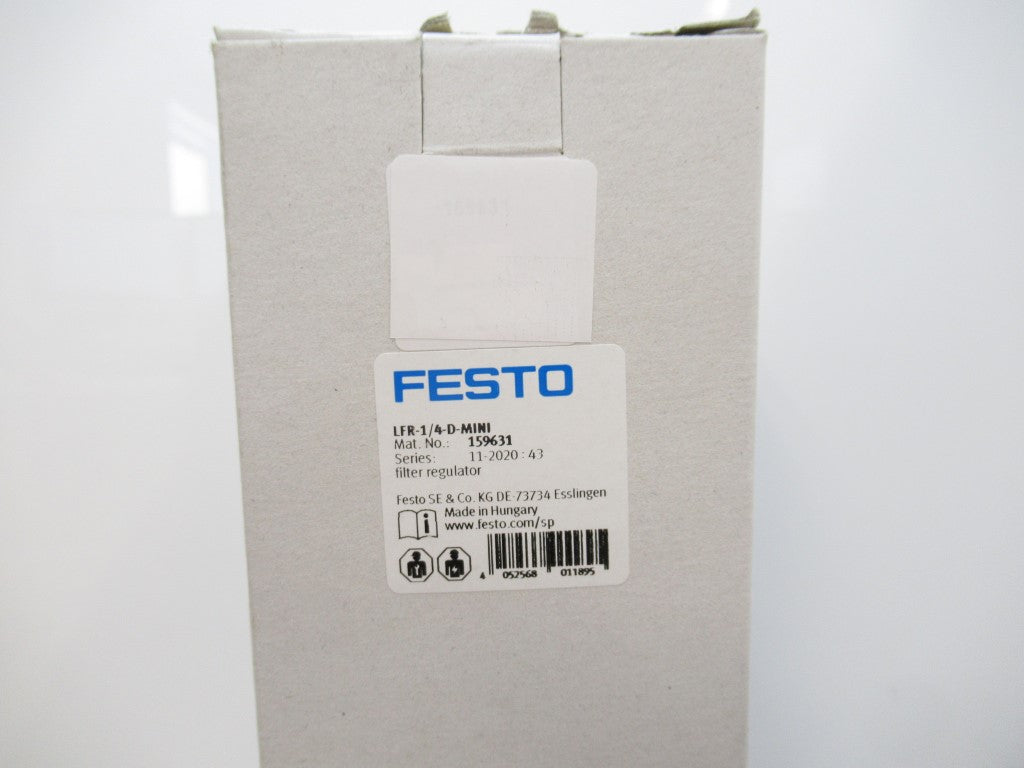 159631
FESTO
LFR-1/4-D-MINI
Mat. No.: 159631
Series: 11-2020 : 43
filter regulator
Festo SE & Co. KG DE-73734 Esslingen
Made in Hungary
www.festo.com/sp
4 052568 011895